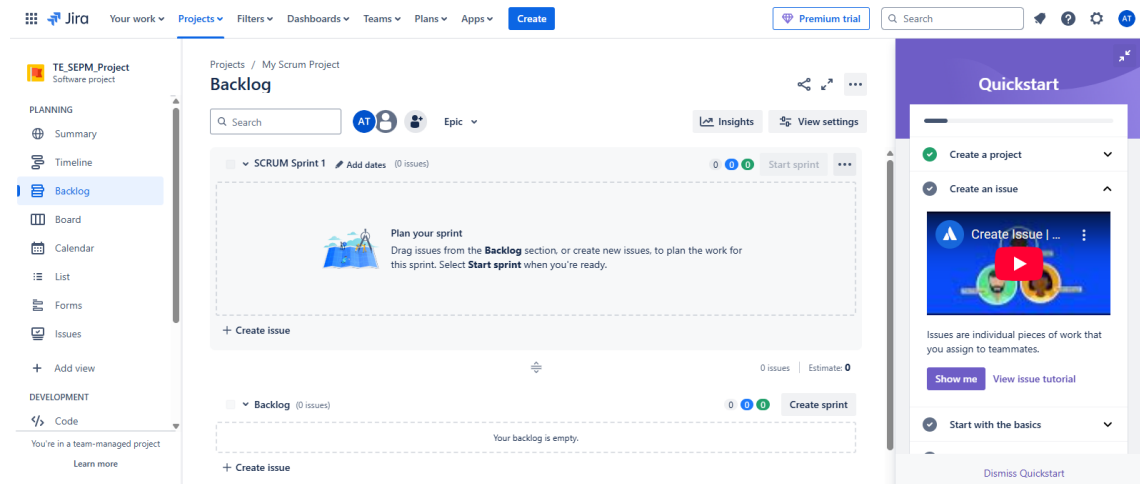 Jira
Your work
Projects
Filters
Dashboards
Teams
Plans
Apps
Create
Premium trial
Search
AT
TE_SEPM_Project
Software project
PLANNING
Summary
Timeline
Backlog
Board
Calendar
List
Forms
Issues
Add view
DEVELOPMENT
Code
You're in a team-managed project
Learn more
Projects / My Scrum Project
Backlog
Search
AT
Epic
Insights
View settings
SCRUM Sprint 1 Add dates (0 issues)
0 0 0 Start sprint
Plan your sprint
Drag issues from the Backlog section, or create new issues, to plan the work for
this sprint. Select Start sprint when you're ready.
+ Create issue
0 issues Estimate: 0
Backlog (0 issues)
0 0 0 Create sprint
Your backlog is empty.
+ Create issue
Quickstart
Create a project
Create an issue
Create Issue | ...
Issues are individual pieces of work that
you assign to teammates.
Show me View issue tutorial
Start with the basics
Dismiss Quickstart